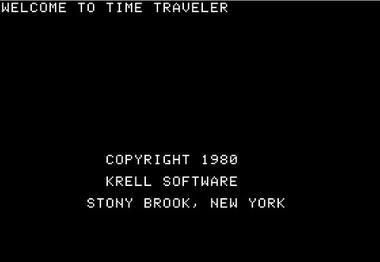 WELCOME TO TIME TRAVELER
COPYRIGHT 1980
KRELL SOFTWARE
STONY BROOK, NEW YORK